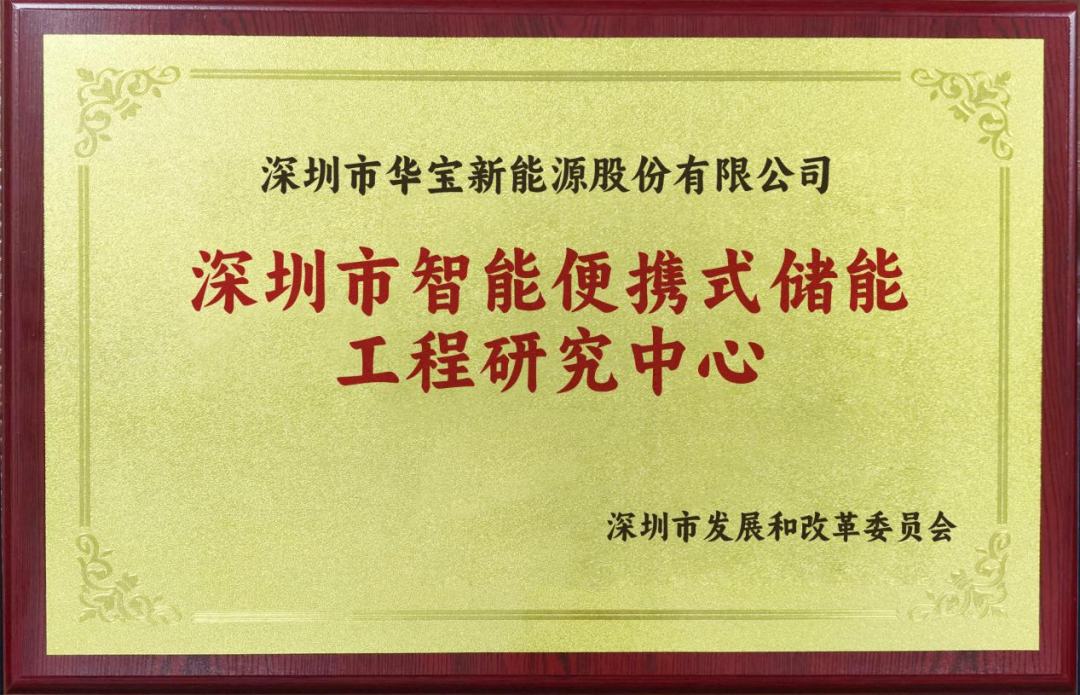 深圳市华宝新能源股份有限公司
深圳市智能便携式储能
工程研究中心
深圳市发展和改革委员会